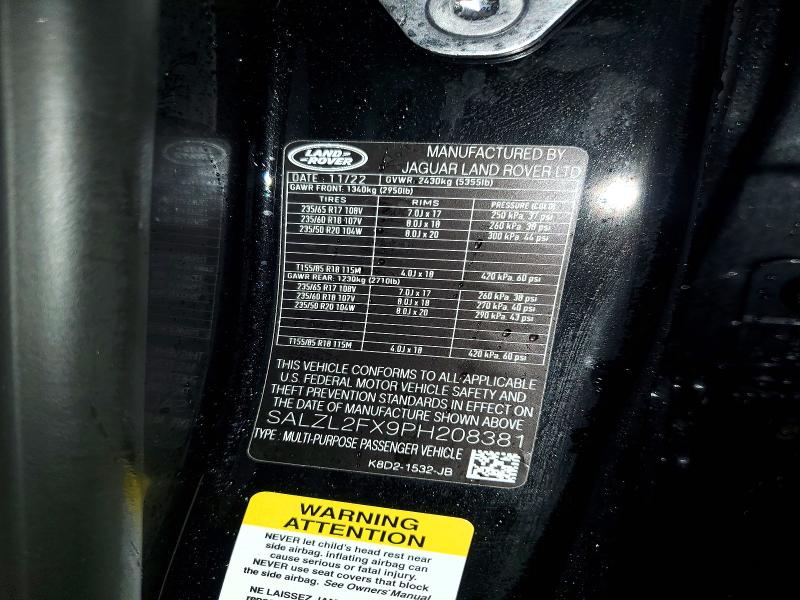 LAND-
ROVER
MANUFACTURED BY
JAGUAR LAND ROVER LTD
DATE : 11/22 GVWR. 2430kg (5355lb)
GAWR FRONT: 1340kg (2950lb)
TIRES RIMS PRESSURE (COLD)
235/65 R17 108V 7.0J x 17 250 kPa. 37 psi
235/60 R18 107V 8.0J x 18 260 kPa. 38 psi
235/50 R20 104W 8.0J x 20 300 kPa. 44 psi
T155/85 R18 115M 4.0J x 18 420 kPa. 60 psi
GAWR REAR: 1230kg (2710lb)
235/65 R17 108V 7.0J x 17 260 kPa. 38 psi
235/60 R18 107V 8.0J x 18 270 kPa. 40 psi
235/50 R20 104W 8.0J x 20 290 kPa. 43 psi
T155/85 R18 115M 4.0J x 18 420 kPa. 60 psi
THIS VEHICLE CONFORMS TO ALL APPLICABLE
U.S. FEDERAL MOTOR VEHICLE SAFETY AND
THEFT PREVENTION STANDARDS IN EFFECT ON
THE DATE OF MANUFACTURE SHOWN ABOVE
SALZL2FX9PH208381
TYPE : MULTI-PURPOSE PASSENGER VEHICLE
K8D2-1532-JB
WARNING
ATTENTION
NEVER let child's head rest near
side airbag. inflating airbag can
cause serious or fatal injury.
NEVER use seat covers that block
the side airbag. See Owners' Manual
NE LAISSEZ JAM